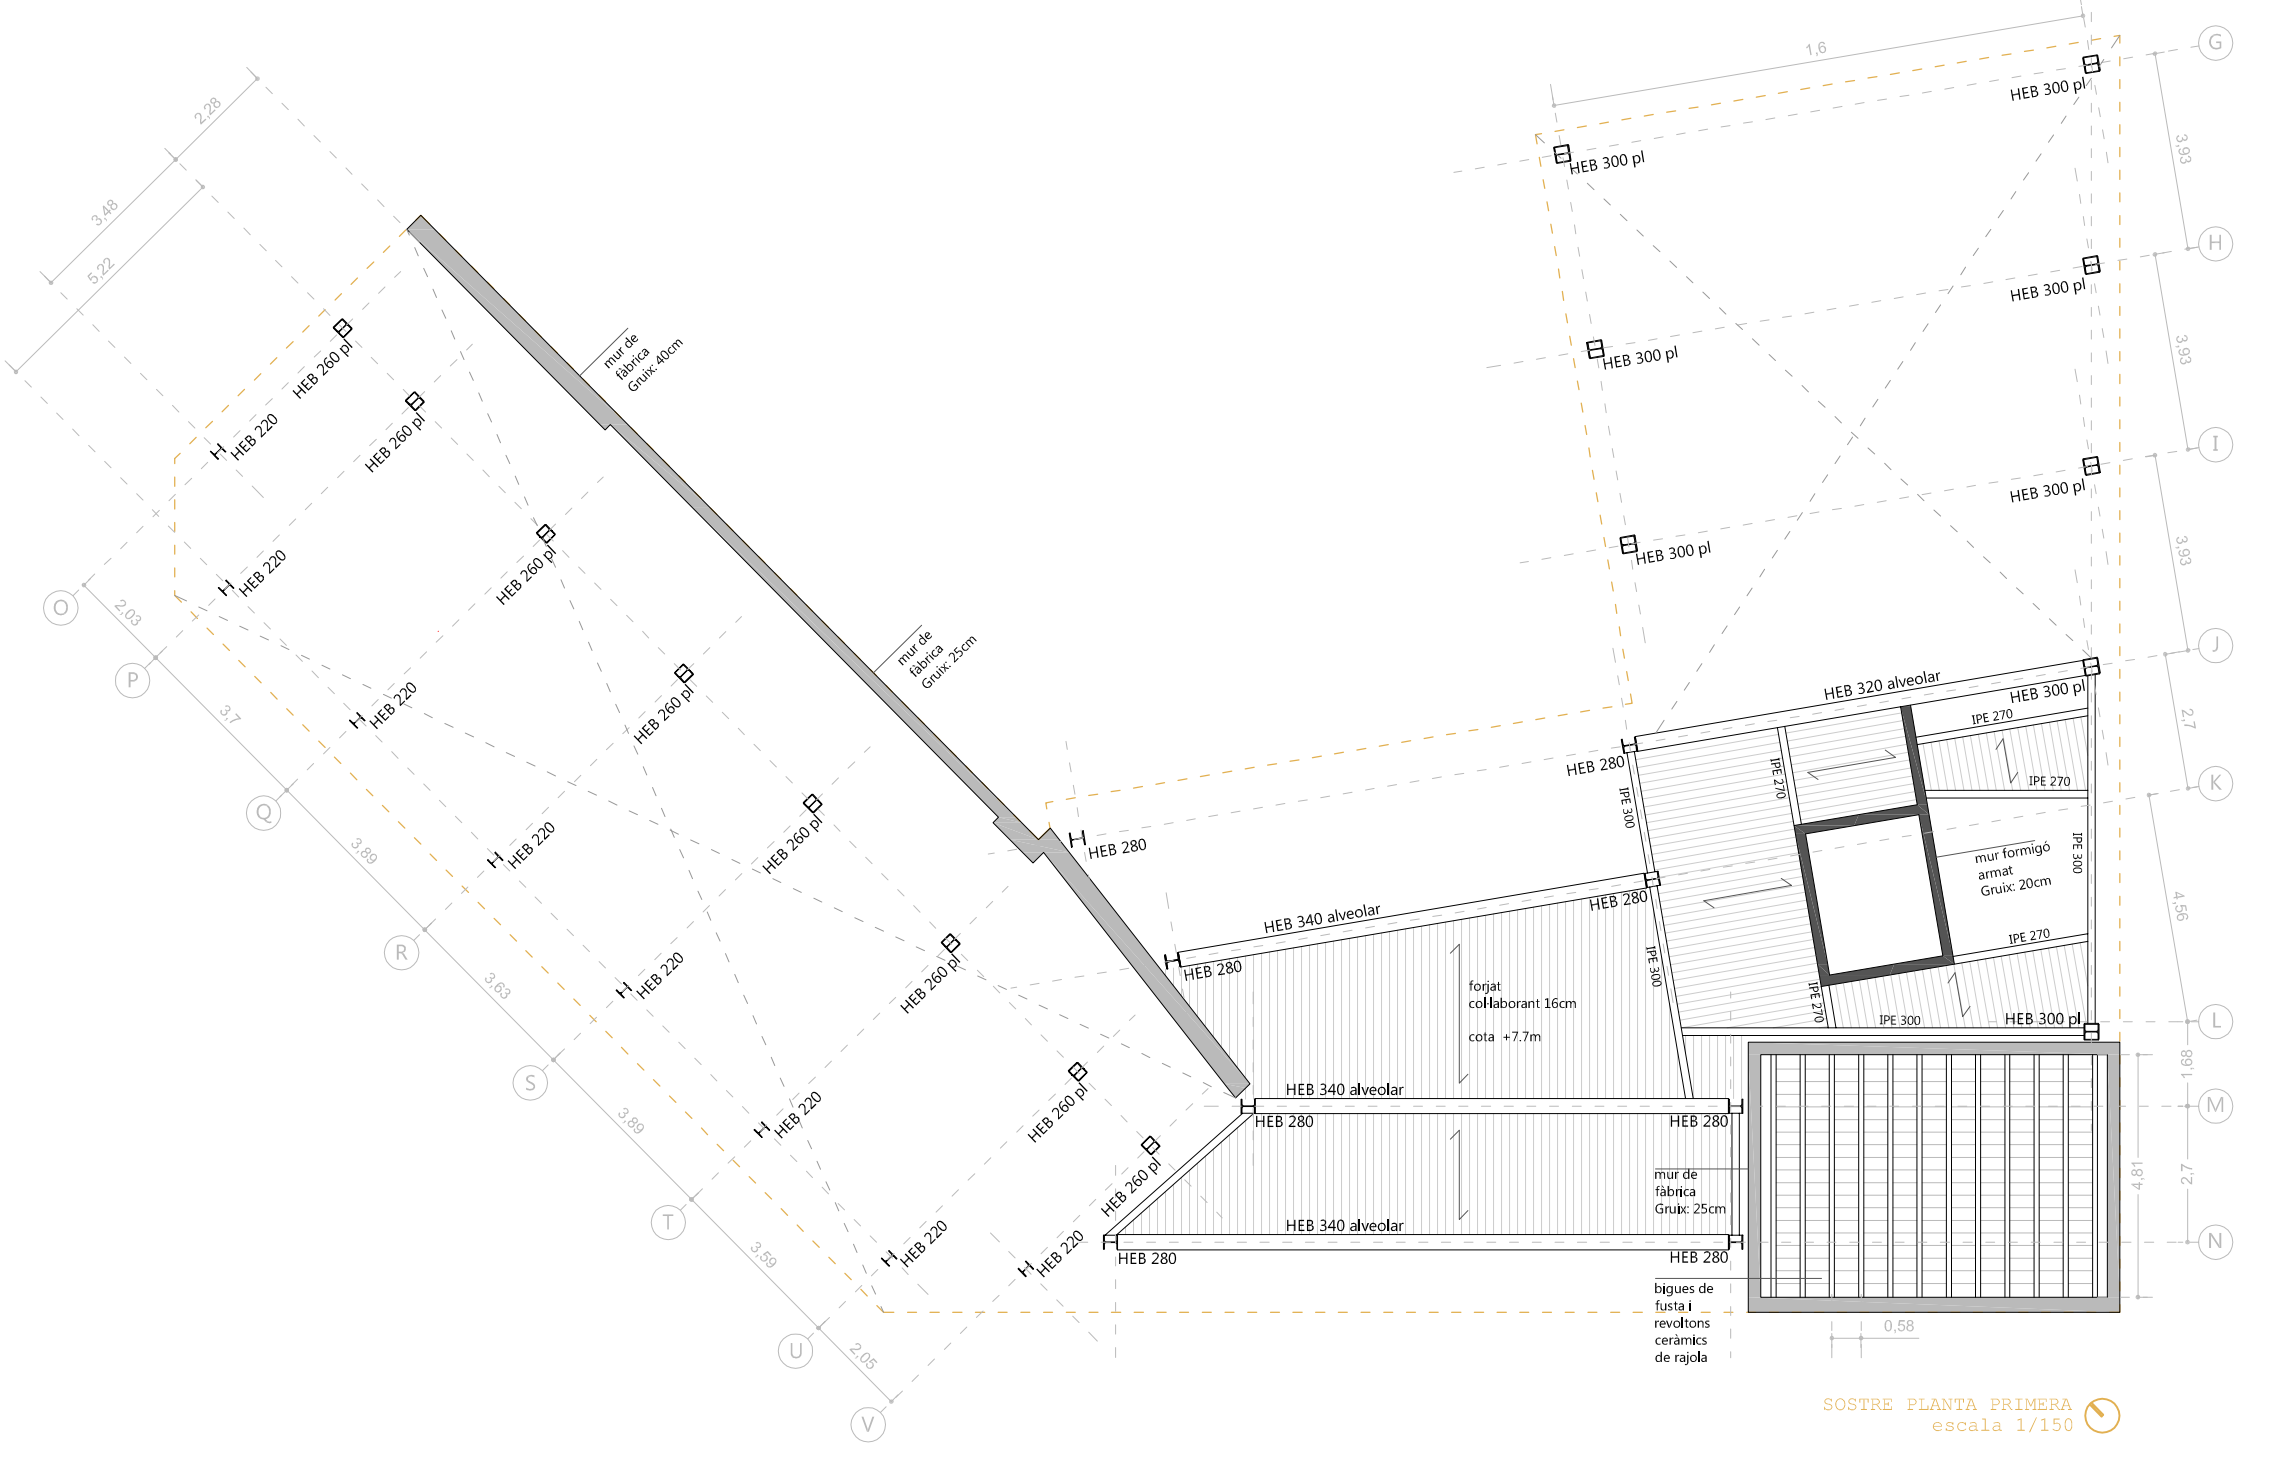 1,6
G
HEB 300 pl
HEB 300 pl
3,93
H
HEB 300 pl
HEB 300 pl
3,93
I
HEB 300 pl
HEB 300 pl
3,93
J
HEB 320 alveolar
HEB 300 pl
IPE 270
IPE 270
2,7
K
HEB 280
IPE 300
IPE 270
IPE 300
mur formigó
armat
Gruix: 20cm
4,56
IPE 270
HEB 280
IPE 300
IPE 270
IPE 300
HEB 300 pl
L
1,68
M
4,81
2,7
N
0,58
2,28
3,48
5,22
HEB 260 pl
HEB 220
HEB 260 pl
HEB 220
HEB 260 pl
HEB 220
HEB 260 pl
HEB 220
HEB 260 pl
HEB 220
HEB 260 pl
HEB 220
HEB 260 pl
HEB 220
HEB 260 pl
HEB 220
mur de
fàbrica
Gruix: 40cm
mur de
fàbrica
Gruix: 25cm
O
2,03
P
3,7
Q
3,89
R
3,63
S
3,89
T
3,59
U
2,05
V
HEB 280
HEB 340 alveolar
HEB 280
forjat
col·laborant 16cm
cota +7.7m
HEB 340 alveolar
HEB 280
HEB 280
mur de
fàbrica
Gruix: 25cm
HEB 340 alveolar
HEB 280
HEB 280
bigues de
fusta i
revoltons
ceràmics
de rajola
SOSTRE PLANTA PRIMERA
escala 1/150